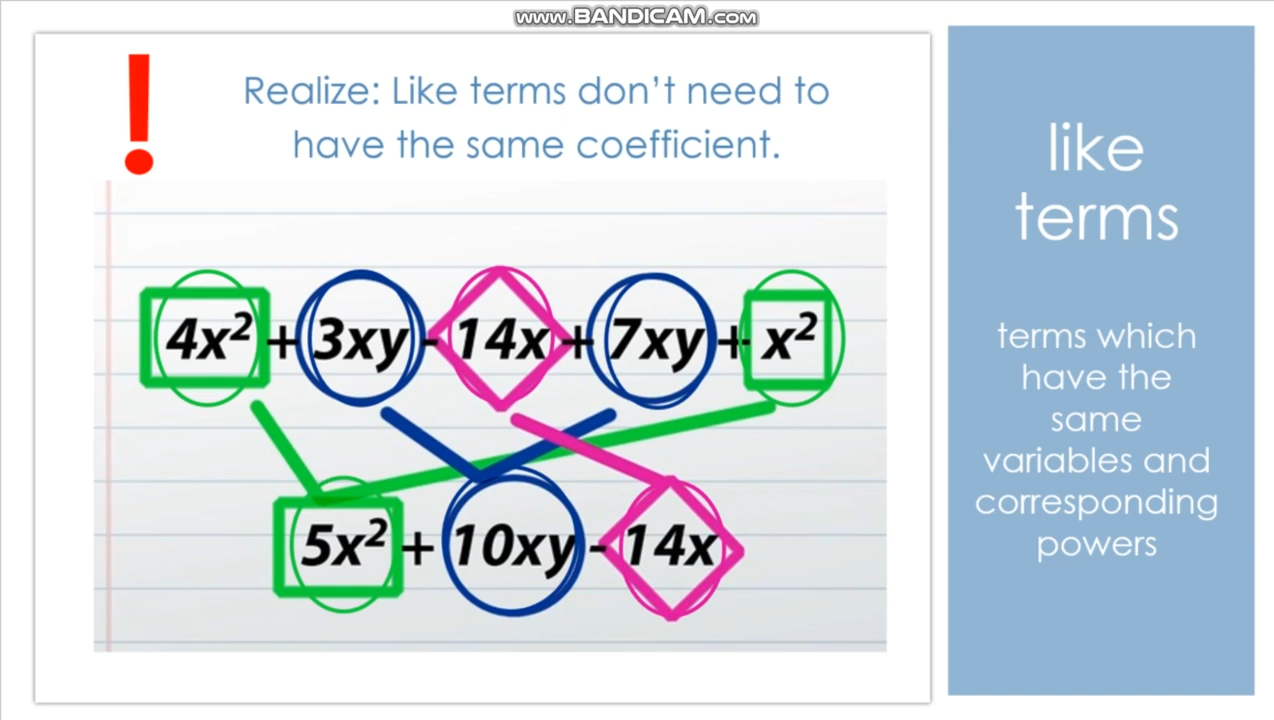 www.BANDICAM.com
Realize: Like terms don’t need to
have the same coefficient.
4x² + 3xy - 14x + 7xy + x²
5x² + 10xy - 14x
like
terms
terms which
have the
same
variables and
corresponding
powers